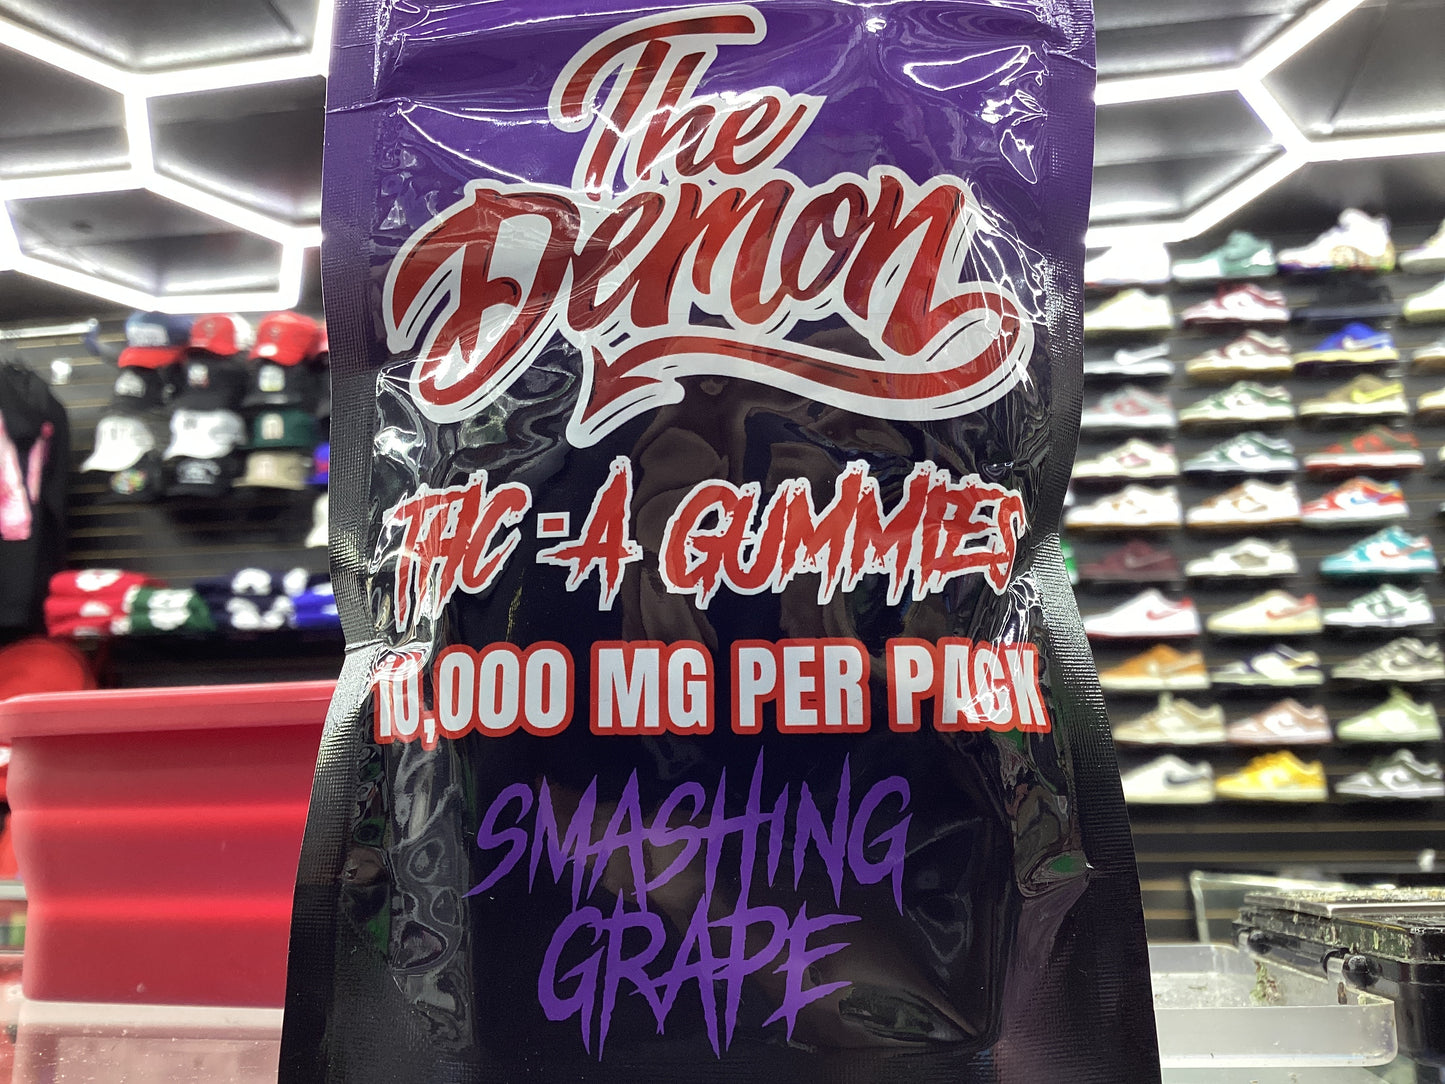 The
Demon
THC-A GUMMIES
10,000 MG PER PACK
SMASHING
GRAPE